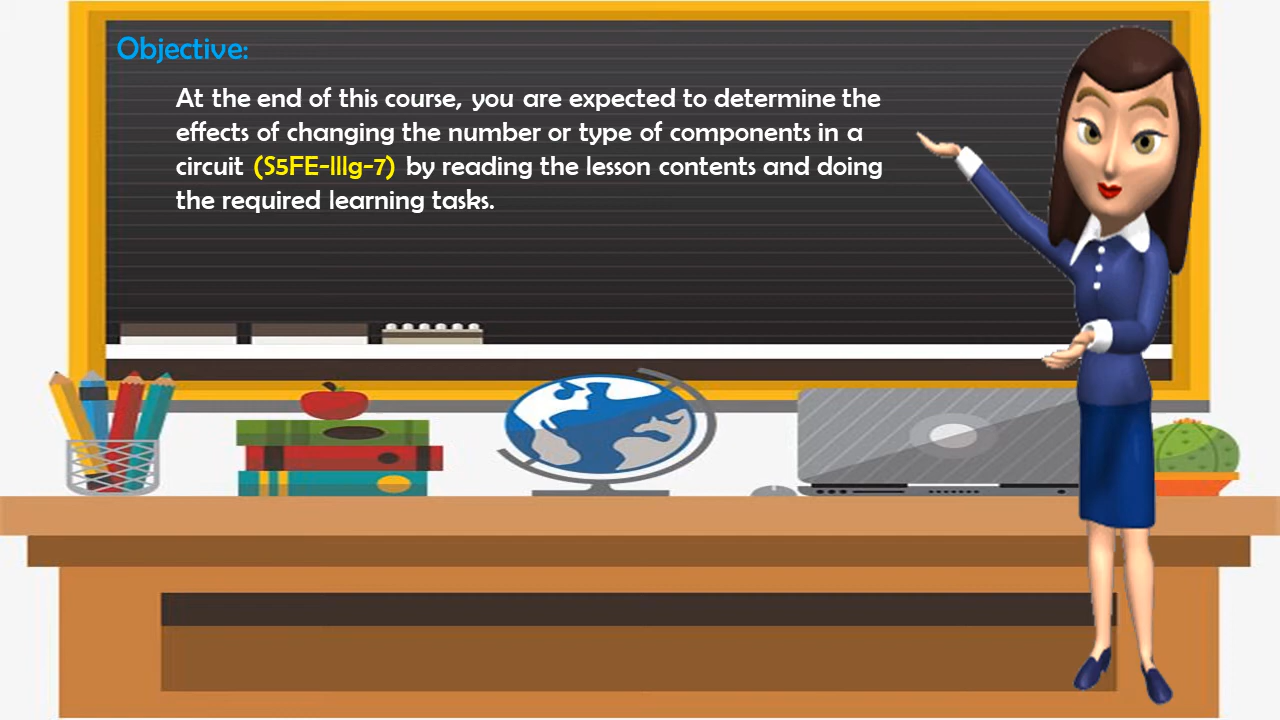 Objective:
At the end of this course, you are expected to determine the
effects of changing the number or type of components in a
circuit (S5FE-IIIg-7) by reading the lesson contents and doing
the required learning tasks.